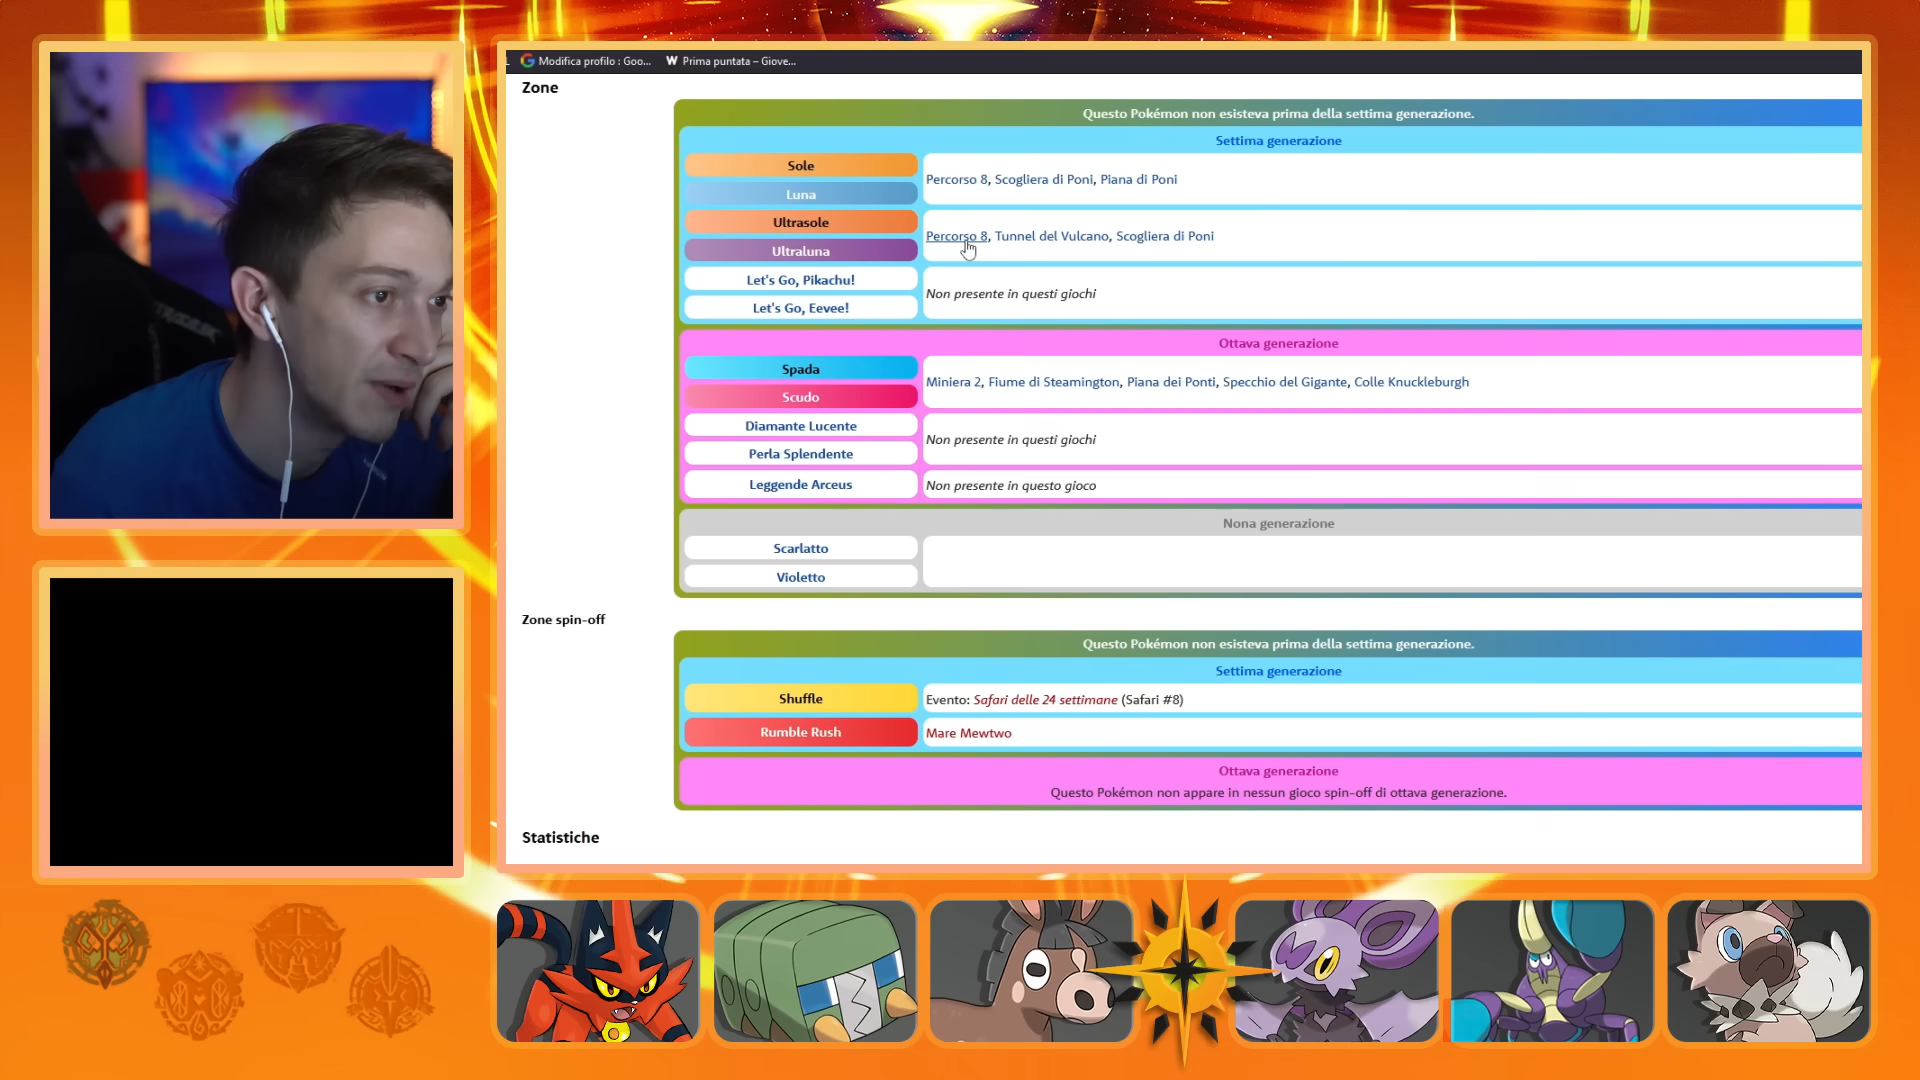 L Modifica profilo : Goo... W Prima puntata – Giove...
Zone
Questo Pokémon non esisteva prima della settima generazione.
Settima generazione
Sole
Luna
Percorso 8, Scogliera di Poni, Piana di Poni
Ultrasole
Ultraluna
Percorso 8, Tunnel del Vulcano, Scogliera di Poni
Let's Go, Pikachu!
Let's Go, Eevee!
Non presente in questi giochi
Ottava generazione
Spada
Scudo
Miniera 2, Fiume di Steamington, Piana dei Ponti, Specchio del Gigante, Colle Knuckleburgh
Diamante Lucente
Perla Splendente
Non presente in questi giochi
Leggende Arceus
Non presente in questo gioco
Nona generazione
Scarlatto
Violetto
Zone spin-off
Questo Pokémon non esisteva prima della settima generazione.
Settima generazione
Shuffle
Evento: Safari delle 24 settimane (Safari #8)
Rumble Rush
Mare Mewtwo
Ottava generazione
Questo Pokémon non appare in nessun gioco spin-off di ottava generazione.
Statistiche